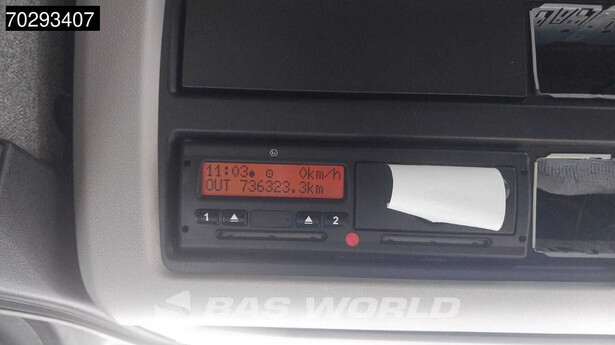 70293407
11:03 0km/h
OUT 736323.3km
1 2
BAS WORLD